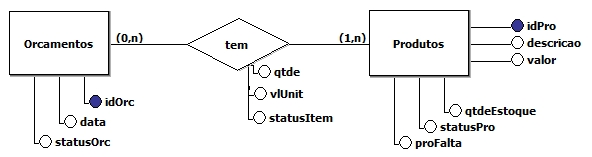 Orcamentos
(0,n)
tem
(1,n)
Produtos
idPro
descricao
valor
qtde
vlUnit
statusItem
idOrc
data
statusOrc
qtdeEstoque
statusPro
proFalta